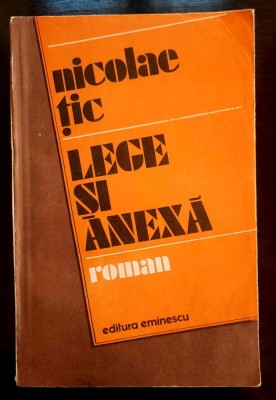 nicolae
țic
LEGE
ȘI
ANEXĂ
roman
editura eminescu